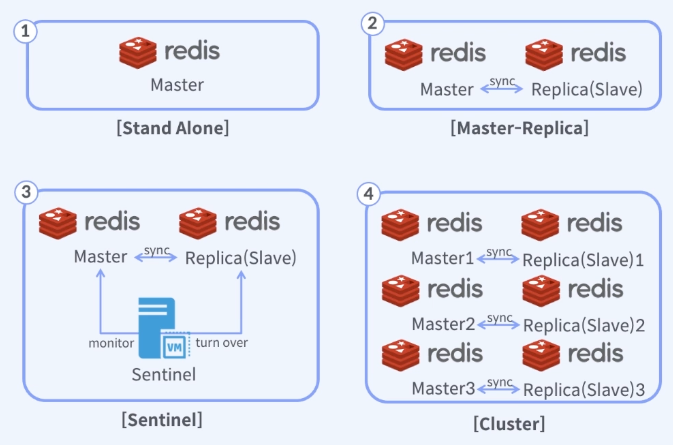 1
redis
Master
[Stand Alone]
2
redis redis
Master sync Replica(Slave)
[Master-Replica]
3
redis redis
Master sync Replica(Slave)
monitor VM turn over
Sentinel
[Sentinel]
4
redis redis
Master1 sync Replica(Slave)1
redis redis
Master2 sync Replica(Slave)2
redis redis
Master3 sync Replica(Slave)3
[Cluster]